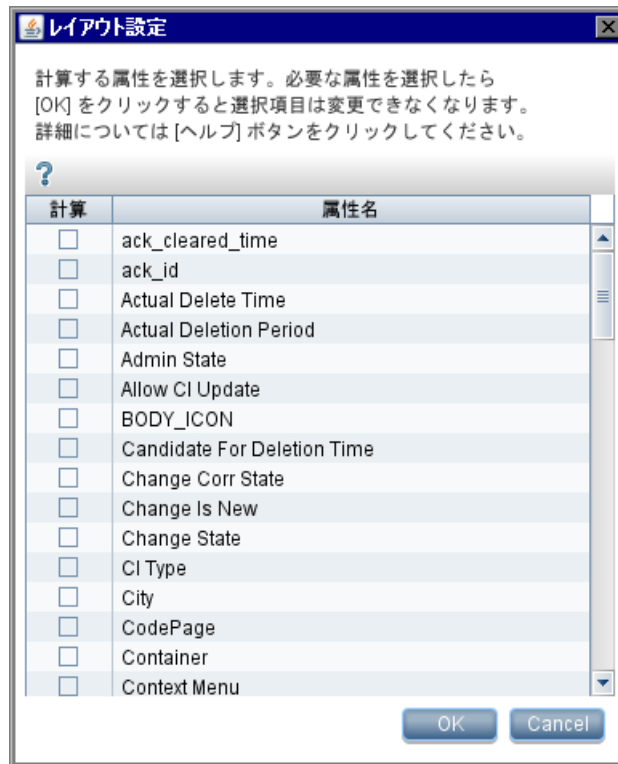 レイアウト設定
計算する属性を選択します。必要な属性を選択したら
[OK] をクリックすると選択項目は変更できなくなります。
詳細については [ヘルプ] ボタンをクリックしてください。
?
計算 属性名
ack_cleared_time
ack_id
Actual Delete Time
Actual Deletion Period
Admin State
Allow CI Update
BODY_ICON
Candidate For Deletion Time
Change Corr State
Change Is New
Change State
CI Type
City
CodePage
Container
Context Menu
OK Cancel